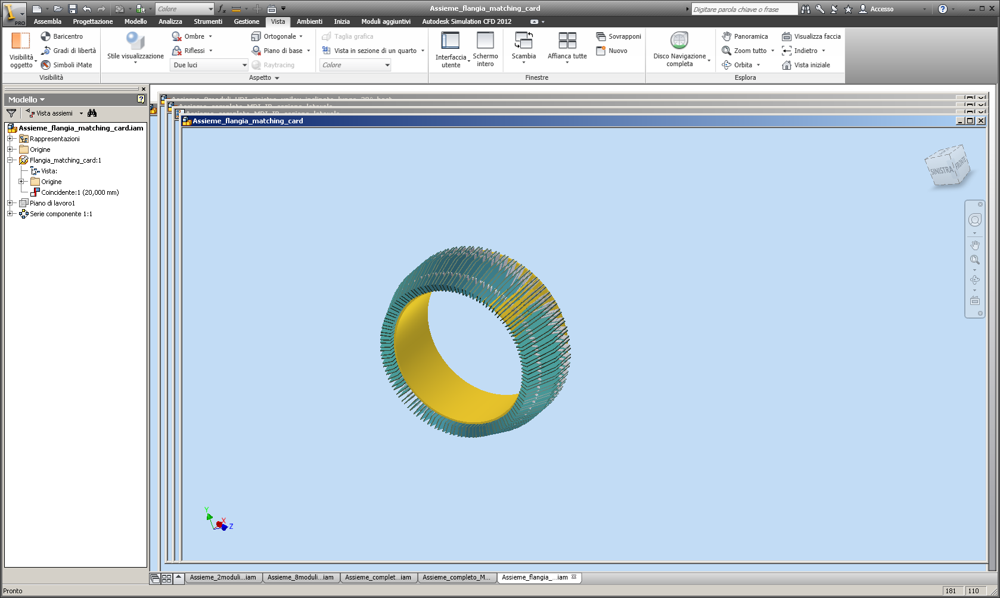 Assieme_flangia_matching_card
Colore
Digitare parola chiave o frase
Accesso
PRO
Assembla Progettazione Modello Analizza Strumenti Gestione Vista Ambienti Inizia Moduli aggiuntivi Autodesk Simulation CFD 2012
Visibilità oggetto
Baricentro
Gradi di libertà
Simboli iMate
Visibilità
Stile visualizzazione
Ombre
Riflessi
Due luci
Ortogonale
Piano di base
Raytracing
Taglia grafica
Vista in sezione di un quarto
Colore
Aspetto
Interfaccia utente
Schermo intero
Scambia
Affianca tutte
Sovrapponi
Nuovo
Finestre
Disco Navigazione completa
Panoramica
Zoom tutto
Orbita
Visualizza faccia
Indietro
Vista iniziale
Esplora
Modello
Vista assiemi
Assieme_flangia_matching_card.iam
Rappresentazioni
Origine
Flangia_matching_card:1
Vista:
Origine
Coincidente:1 (20,000 mm)
Piano di lavoro1
Serie componente 1:1
Assieme_flangia_matching_card
SINISTRA
FRONTE
Y
X
Z
Assieme_2moduli...iam
Assieme_8moduli...iam
Assieme_complet...iam
Assieme_completo_M...
Assieme_flangia_...iam
Pronto
181
110